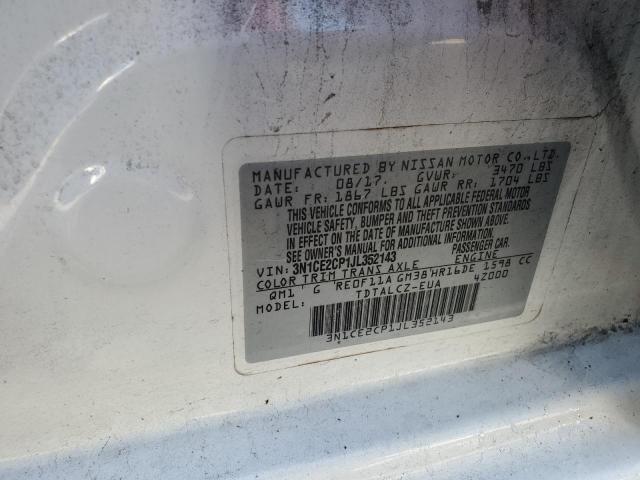 MANUFACTURED BY NISSAN MOTOR CO.,LTD.
DATE: 08/17. GVWR: 3470 LBS
GAWR FR: 1867 LBS GAWR RR: 1704 LBS
THIS VEHICLE CONFORMS TO ALL APPLICABLE FEDERAL MOTOR
VEHICLE SAFETY, BUMPER AND THEFT PREVENTION STANDARDS
IN EFFECT ON THE DATE OF MANUFACTURE SHOWN ABOVE.
SEE OWNER'S MANUAL FOR ADDITIONAL INFORMATION
VIN: 3N1CE2CP1JL352143 PASSENGER CAR.
COLOR TRIM TRANS AXLE ENGINE
QM1 G RE0F11A GM38 HR16DE 1598 CC
MODEL: TDTALCZ-EUA 4Z000
3N1CE2CP1JL352143